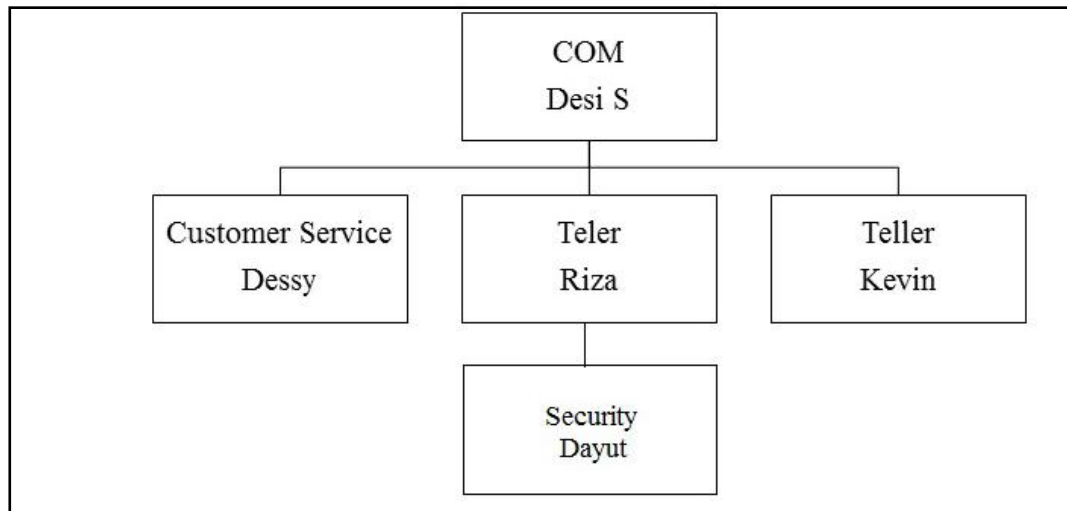 COM
Desi S
Customer Service
Dessy
Teler
Riza
Teller
Kevin
Security
Dayut